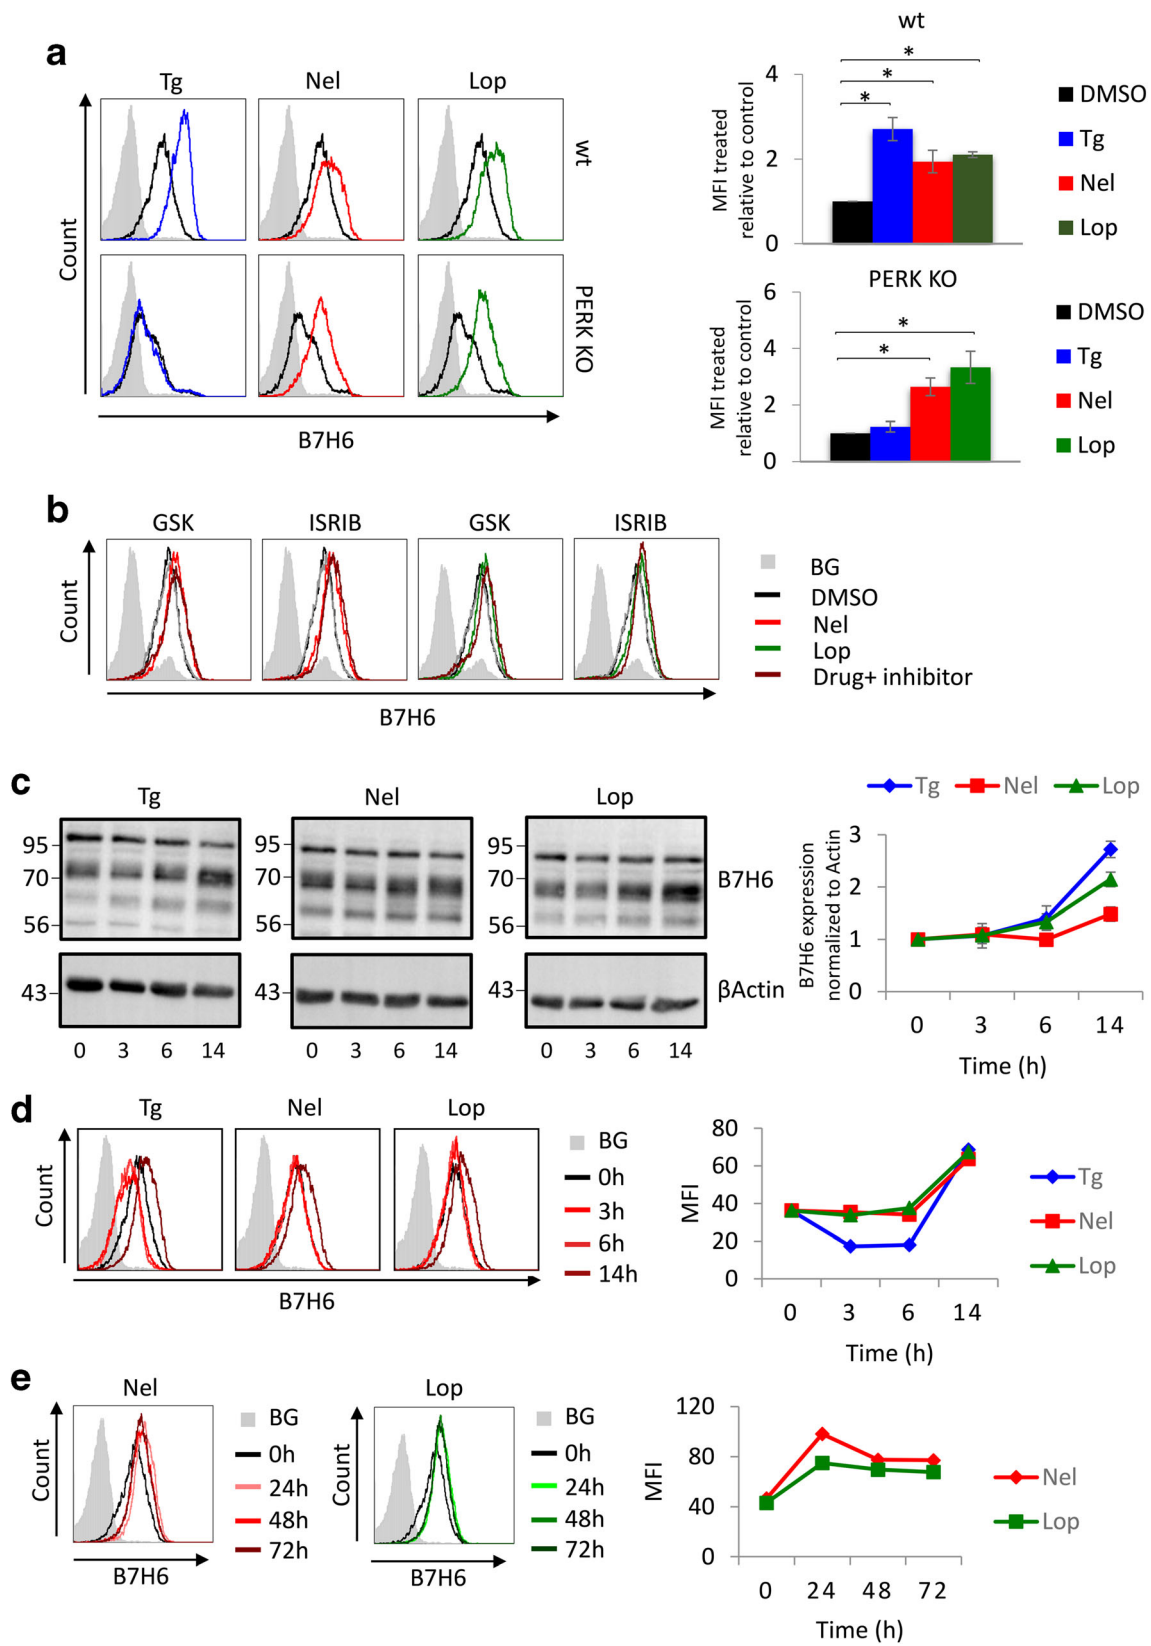 a
Tg Nel Lop
wt
PERK KO
Count
B7H6
wt
MFI treated
relative to control
4
2
0
* * *
DMSO
Tg
Nel
Lop
PERK KO
MFI treated
relative to control
6
4
2
0
* *
DMSO
Tg
Nel
Lop
b
GSK ISRIB GSK ISRIB
Count
B7H6
BG
DMSO
Nel
Lop
Drug+ inhibitor
c
Tg Nel Lop
95
70
56
43
95
70
56
43
95
70
56
43
B7H6
βActin
0 3 6 14 0 3 6 14 0 3 6 14
Tg Nel Lop
B7H6 expression
normalized to Actin
3
2
1
0
0 3 6 14
Time (h)
d
Tg Nel Lop
Count
B7H6
BG
0h
3h
6h
14h
MFI
80
60
40
20
0
0 3 6 14
Time (h)
Tg
Nel
Lop
e
Nel
Count
B7H6
BG
0h
24h
48h
72h
Lop
Count
B7H6
BG
0h
24h
48h
72h
MFI
120
80
40
0
0 24 48 72
Time (h)
Nel
Lop